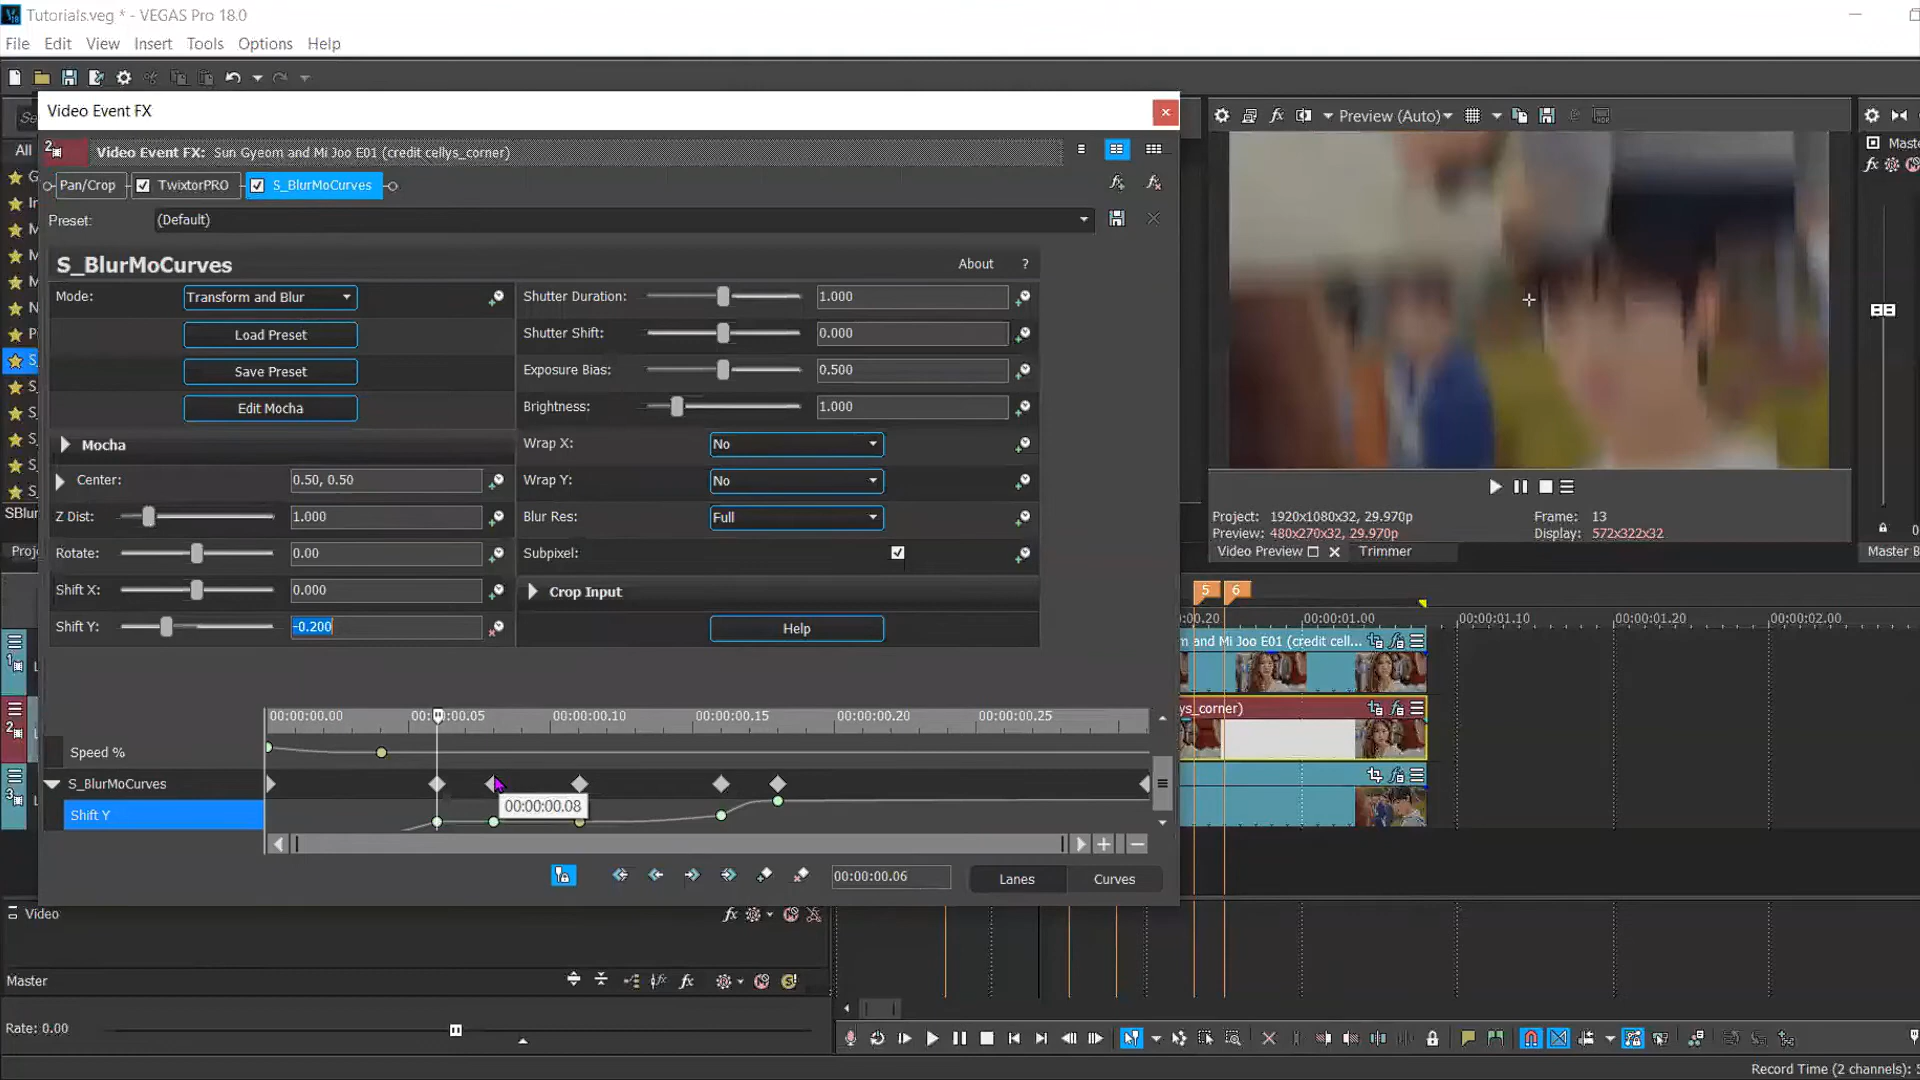 Tutorials.veg * - VEGAS Pro 18.0
File Edit View Insert Tools Options Help
Video Event FX
All
Video Event FX: Sun Gyeom and Mi Joo E01 (credit cellys_corner)
Pan/Crop TwixtorPRO S_BlurMoCurves
Preset: (Default)
Preview (Auto)
Maste
S_BlurMoCurves About ?
Mode: Transform and Blur
Load Preset
Save Preset
Edit Mocha
Mocha
Center: 0.50, 0.50
Z Dist: 1.000
Rotate: 0.00
Shift X: 0.000
Shift Y: -0.200
Shutter Duration: 1.000
Shutter Shift: 0.000
Exposure Bias: 0.500
Brightness: 1.000
Wrap X: No
Wrap Y: No
Blur Res: Full
Subpixel:
Crop Input
Help
SBlur
Proje
Project: 1920x1080x32, 29.970p
Preview: 480x270x32, 29.970p
Frame: 13
Display: 572x322x32
Video Preview Trimmer
Master B
5 6
00.20 00:00:01.00 00:00:01.10 00:00:01.20 00:00:02.00
and Mi Joo E01 (credit cell...
ys_corner)
1
2
3
00:00:00.00 00:00:00.05 00:00:00.10 00:00:00.15 00:00:00.20 00:00:00.25
Speed %
S_BlurMoCurves
00:00:00.08
Shift Y
00:00:00.06
Lanes Curves
Video
Master
Rate: 0.00
Record Time (2 channels): 5